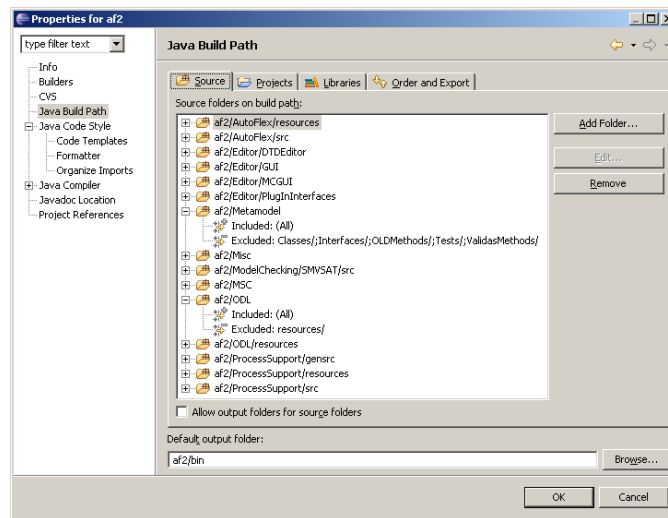 Properties for af2
type filter text
Java Build Path
Info
Builders
CVS
Java Build Path
Java Code Style
Code Templates
Formatter
Organize Imports
Java Compiler
Javadoc Location
Project References
Source
Projects
Libraries
Order and Export
Source folders on build path:
af2/AutoFlex/resources
af2/AutoFlex/src
af2/Editor/DTDEditor
af2/Editor/GUI
af2/Editor/MCGUI
af2/Editor/PlugInInterfaces
af2/Metamodel
Included: (All)
Excluded: Classes/;Interfaces/;OLDMethods/;Tests/;ValidasMethods/
af2/Misc
af2/ModelChecking/SMVSAT/src
af2/MSC
af2/ODL
Included: (All)
Excluded: resources/
af2/ODL/resources
af2/ProcessSupport/gensrc
af2/ProcessSupport/resources
af2/ProcessSupport/src
Add Folder...
Edit...
Remove
Allow output folders for source folders
Default output folder:
af2/bin
Browse...
OK
Cancel